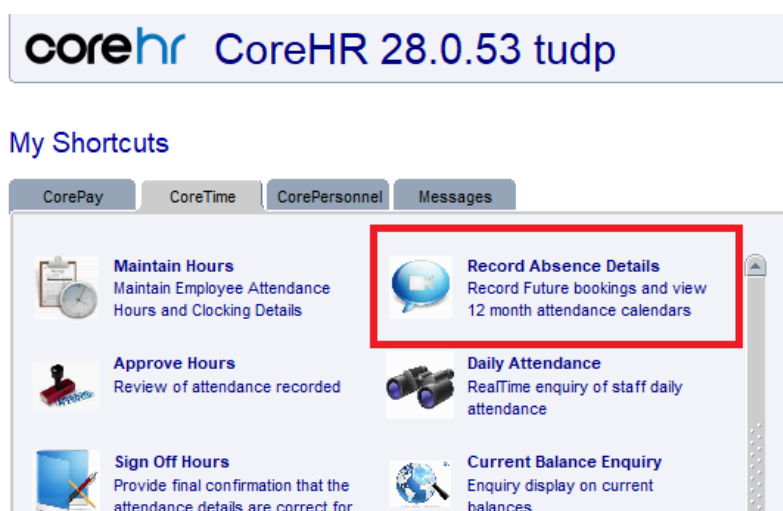 corehr CoreHR 28.0.53 tudp
My Shortcuts
CorePay CoreTime CorePersonnel Messages
Maintain Hours
Maintain Employee Attendance
Hours and Clocking Details
Record Absence Details
Record Future bookings and view
12 month attendance calendars
Approve Hours
Review of attendance recorded
Daily Attendance
RealTime enquiry of staff daily
attendance
Sign Off Hours
Provide final confirmation that the
attendance details are correct for
Current Balance Enquiry
Enquiry display on current
balances